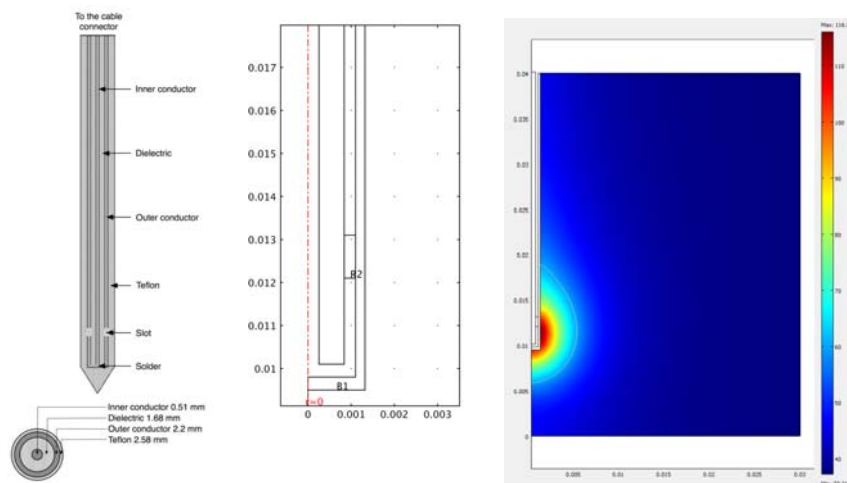 To the cable
connector
Inner conductor
Dielectric
Outer conductor
Teflon
Slot
Solder
Inner conductor 0.51 mm
Dielectric 1.68 mm
Outer conductor 2.2 mm
Teflon 2.58 mm
0.017
0.016
0.015
0.014
0.013
0.012
0.011
0.01
B2
B1
r=0
0 0.001 0.002 0.003
0.04
0.035
0.03
0.025
0.02
0.015
0.01
0.005
0
0.005 0.01 0.015 0.02 0.025 0.03
110
100
90
80
70
60
50
40